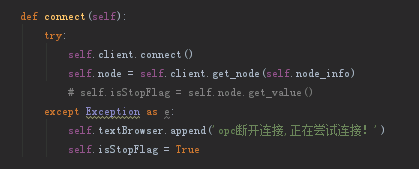 def connect(self):
    try:
        self.client.connect()
        self.node = self.client.get_node(self.node_info)
        # self.isStopFlag = self.node.get_value()
    except Exception as e:
        self.textBrowser.append('opc断开连接,正在尝试连接! ')
        self.isStopFlag = True